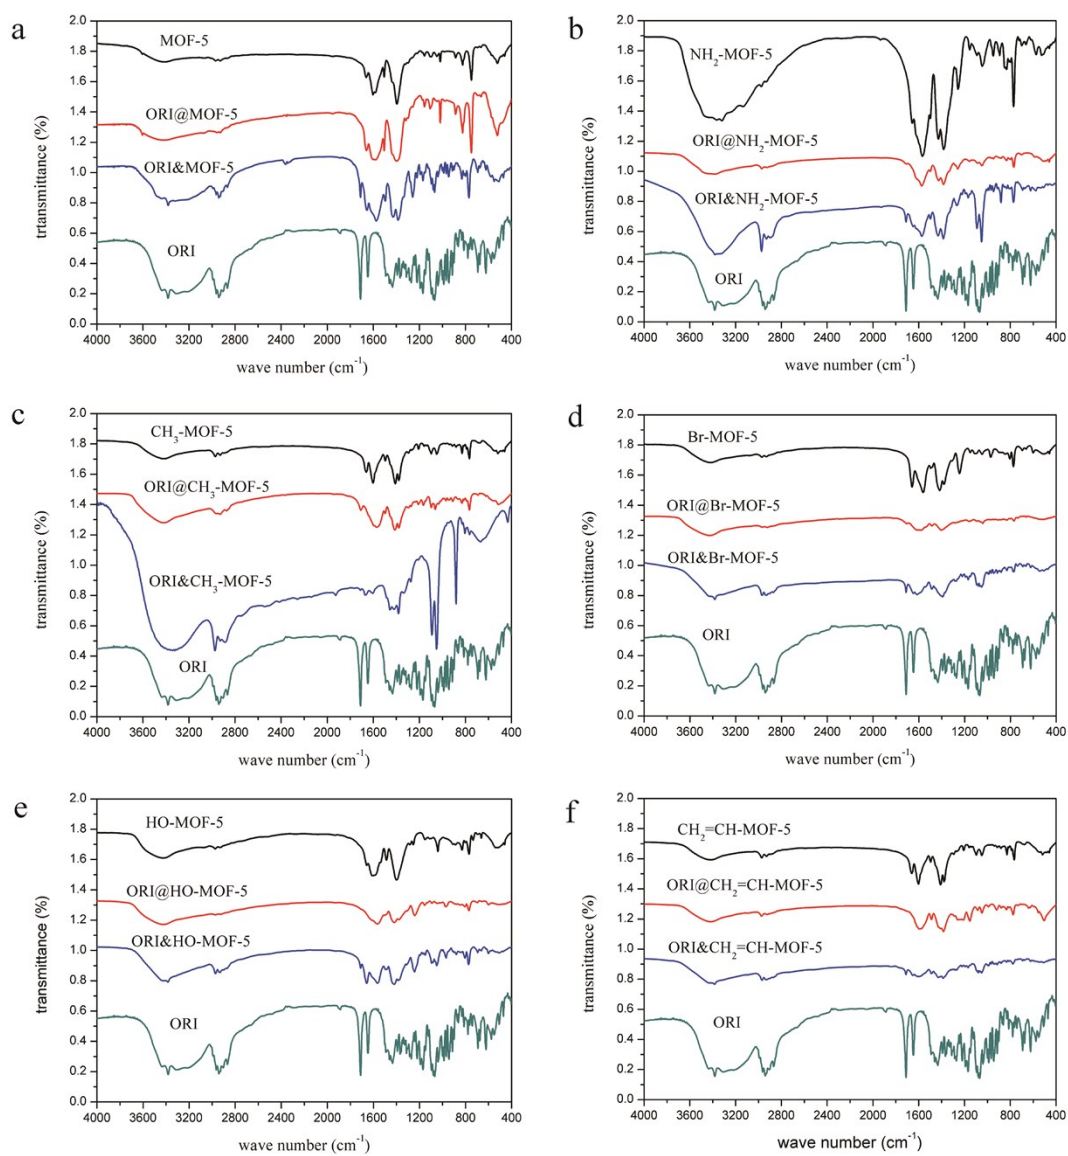 a
2.0
1.8
1.6
1.4
1.2
1.0
0.8
0.6
0.4
0.2
0.0
trtansmittance (%)
MOF-5
ORI@MOF-5
ORI&MOF-5
ORI
4000 3600 3200 2800 2400 2000 1600 1200 800 400
wave number (cm⁻¹)
b
2.0
1.8
1.6
1.4
1.2
1.0
0.8
0.6
0.4
0.2
0.0
transmittance (%)
NH₂-MOF-5
ORI@NH₂-MOF-5
ORI&NH₂-MOF-5
ORI
4000 3600 3200 2800 2400 2000 1600 1200 800 400
wave number (cm⁻¹)
c
2.0
1.8
1.6
1.4
1.2
1.0
0.8
0.6
0.4
0.2
0.0
transmittance (%)
CH₃-MOF-5
ORI@CH₃-MOF-5
ORI&CH₃-MOF-5
ORI
4000 3600 3200 2800 2400 2000 1600 1200 800 400
wave number (cm⁻¹)
d
2.0
1.8
1.6
1.4
1.2
1.0
0.8
0.6
0.4
0.2
0.0
transmittance (%)
Br-MOF-5
ORI@Br-MOF-5
ORI&Br-MOF-5
ORI
4000 3600 3200 2800 2400 2000 1600 1200 800 400
wave number (cm⁻¹)
e
2.0
1.8
1.6
1.4
1.2
1.0
0.8
0.6
0.4
0.2
0.0
transmittance (%)
HO-MOF-5
ORI@HO-MOF-5
ORI&HO-MOF-5
ORI
4000 3600 3200 2800 2400 2000 1600 1200 800 400
wave number (cm⁻¹)
f
2.0
1.8
1.6
1.4
1.2
1.0
0.8
0.6
0.4
0.2
0.0
transmittance (%)
CH₂=CH-MOF-5
ORI@CH₂=CH-MOF-5
ORI&CH₂=CH-MOF-5
ORI
4000 3600 3200 2800 2400 2000 1600 1200 800 400
wave number (cm⁻¹)